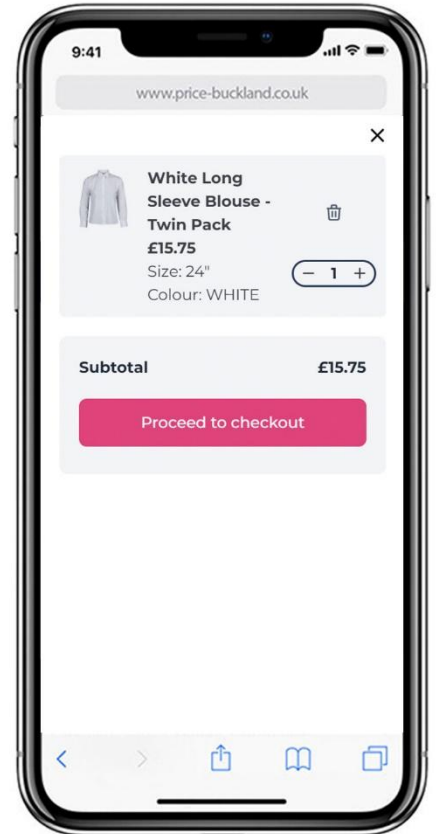 9:41
www.price-buckland.co.uk
White Long
Sleeve Blouse -
Twin Pack
£15.75
Size: 24"
Colour: WHITE
− 1 +
Subtotal £15.75
Proceed to checkout